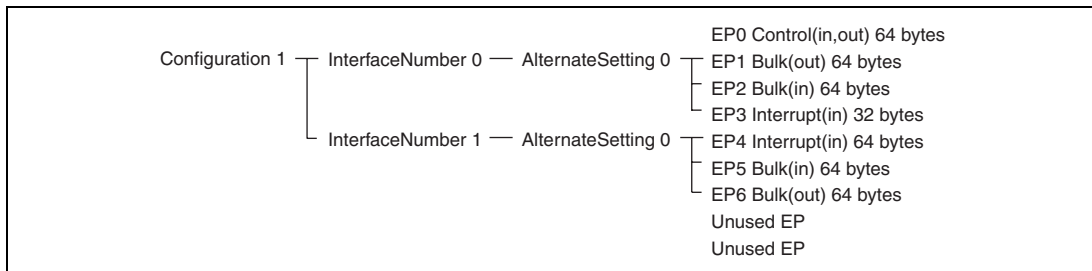 EP0 Control(in,out) 64 bytes
Configuration 1 InterfaceNumber 0 AlternateSetting 0 EP1 Bulk(out) 64 bytes
EP2 Bulk(in) 64 bytes
EP3 Interrupt(in) 32 bytes
InterfaceNumber 1 AlternateSetting 0 EP4 Interrupt(in) 64 bytes
EP5 Bulk(in) 64 bytes
EP6 Bulk(out) 64 bytes
Unused EP
Unused EP